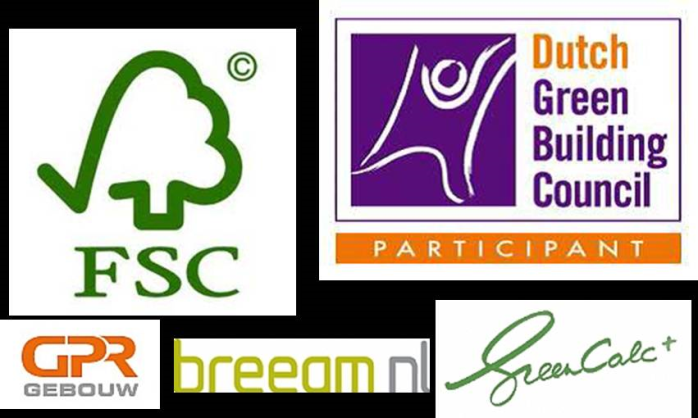 ©
FSC
Dutch
Green
Building
Council
PARTICIPANT
GPR
GEBOUW
breeam nl
GreenCalc+